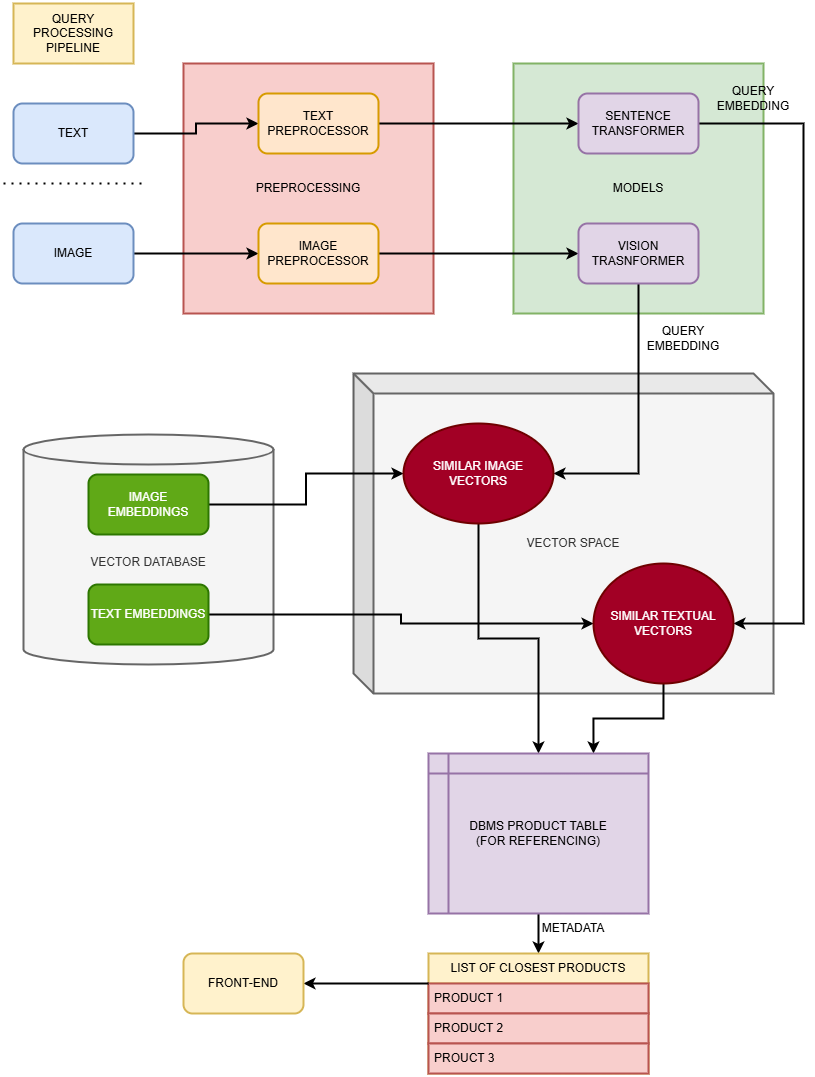 QUERY
PROCESSING
PIPELINE
TEXT
TEXT
PREPROCESSOR
SENTENCE
TRANSFORMER
QUERY
EMBEDDING
PREPROCESSING
MODELS
IMAGE
IMAGE
PREPROCESSOR
VISION
TRASNFORMER
QUERY
EMBEDDING
SIMILAR IMAGE
VECTORS
IMAGE
EMBEDDINGS
VECTOR SPACE
VECTOR DATABASE
TEXT EMBEDDINGS
SIMILAR TEXTUAL
VECTORS
DBMS PRODUCT TABLE
(FOR REFERENCING)
METADATA
LIST OF CLOSEST PRODUCTS
FRONT-END
PRODUCT 1
PRODUCT 2
PROUCT 3